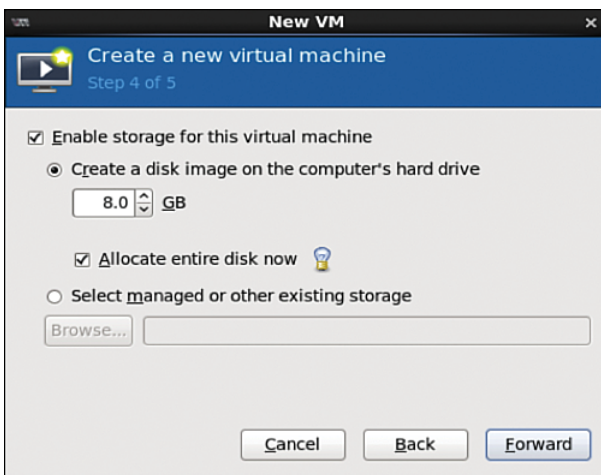 New VM
Create a new virtual machine
Step 4 of 5
Enable storage for this virtual machine
Create a disk image on the computer's hard drive
8.0 GB
Allocate entire disk now
Select managed or other existing storage
Browse...
Cancel Back Forward